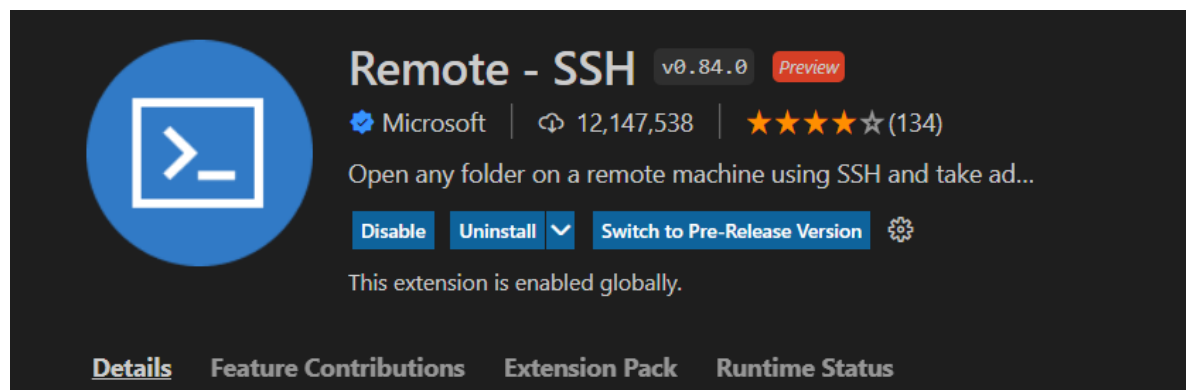 Remote - SSH v0.84.0 Preview
Microsoft 12,147,538 (134)
Open any folder on a remote machine using SSH and take ad...
Disable Uninstall Switch to Pre-Release Version
This extension is enabled globally.
Details Feature Contributions Extension Pack Runtime Status